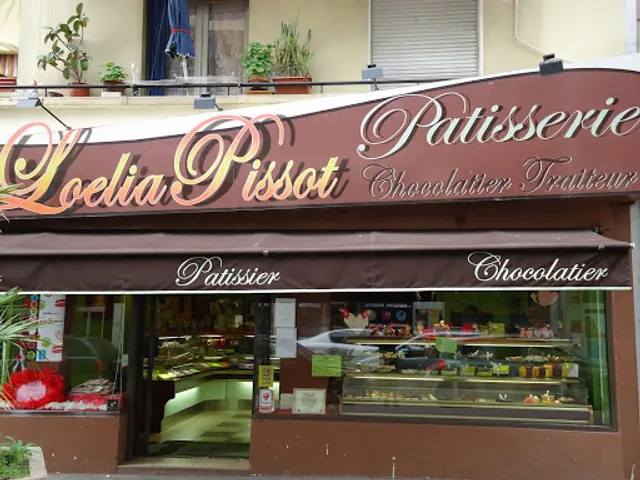 Loelia Pissot Patisserie
Chocolatier Traiteur
Patissier Chocolatier